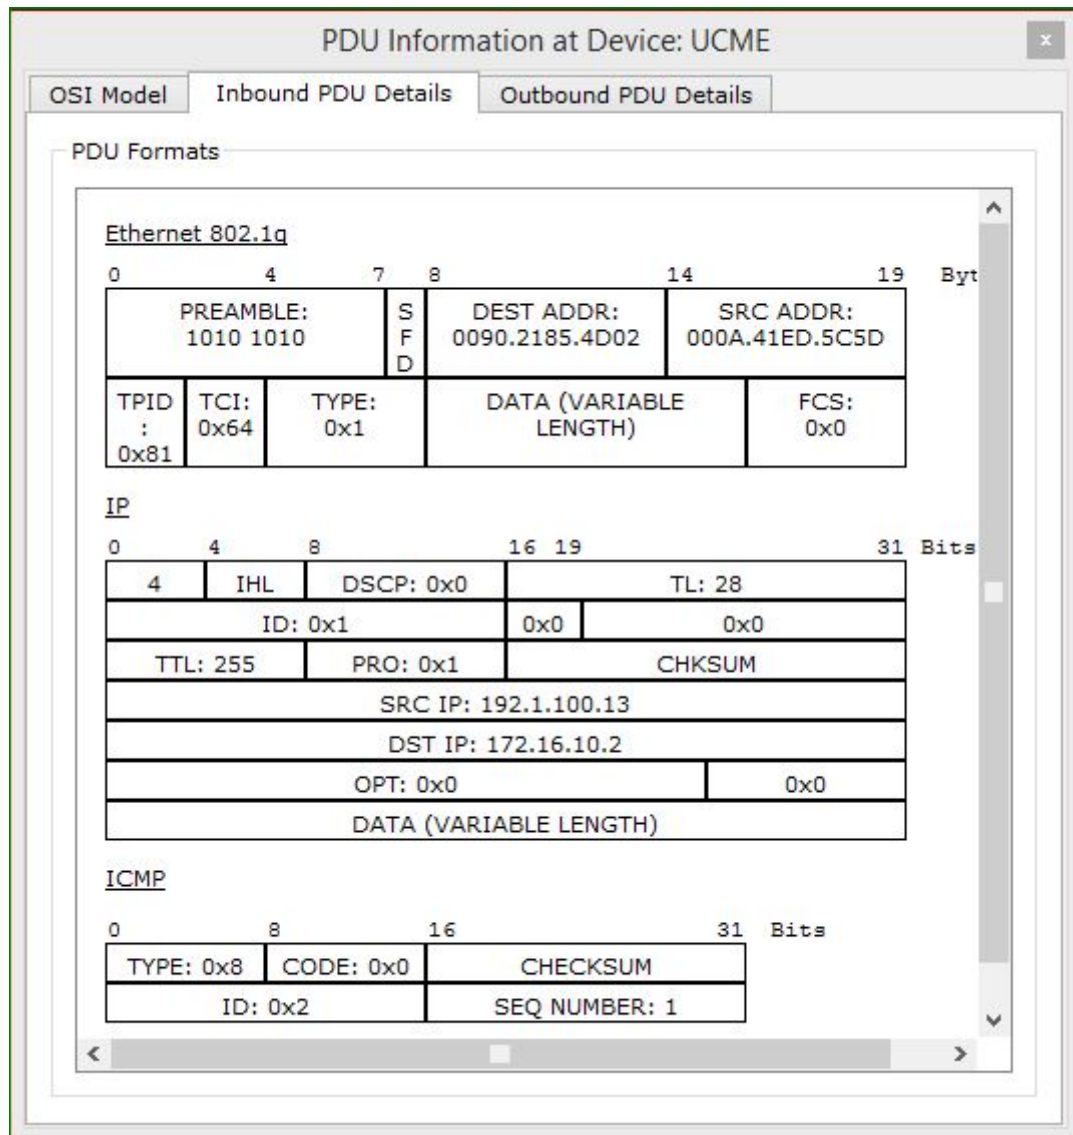 PDU Information at Device: UCME
x
OSI Model Inbound PDU Details Outbound PDU Details
PDU Formats
Ethernet 802.1q
0 4 7 8 14 19 Byt
PREAMBLE: 1010 1010
S F D
DEST ADDR: 0090.2185.4D02
SRC ADDR: 000A.41ED.5C5D
TPID : 0x81
TCI: 0x64
TYPE: 0x1
DATA (VARIABLE LENGTH)
FCS: 0x0
IP
0 4 8 16 19 31 Bits
4 IHL DSCP: 0x0 TL: 28
ID: 0x1 0x0 0x0
TTL: 255 PRO: 0x1 CHKSUM
SRC IP: 192.1.100.13
DST IP: 172.16.10.2
OPT: 0x0 0x0
DATA (VARIABLE LENGTH)
ICMP
0 8 16 31 Bits
TYPE: 0x8 CODE: 0x0 CHECKSUM
ID: 0x2 SEQ NUMBER: 1